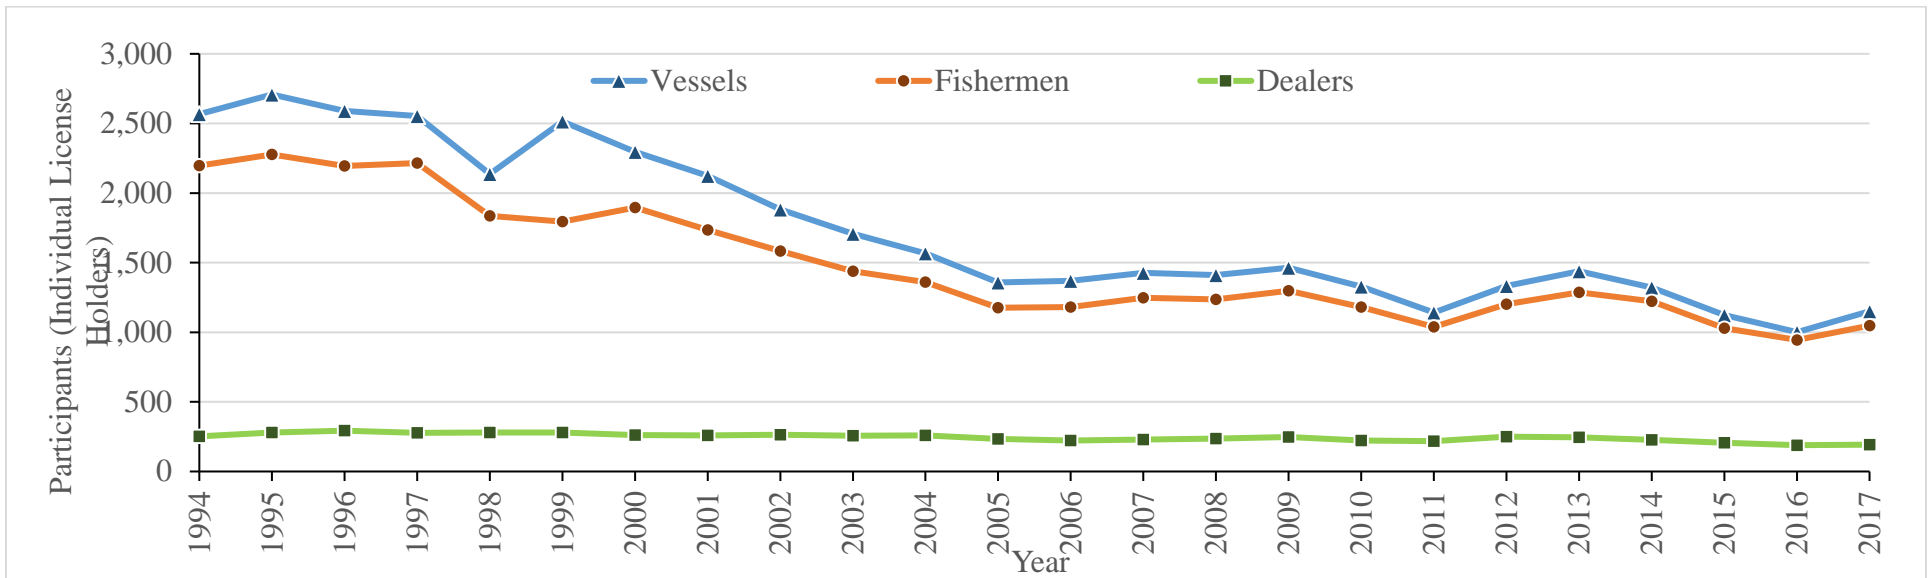 3,000
2,500
2,000
1,500
1,000
500
0
Participants (Individual License
Holders)
Vessels Fishermen Dealers
1994 1995 1996 1997 1998 1999 2000 2001 2002 2003 2004 2005 2006 2007 2008 2009 2010 2011 2012 2013 2014 2015 2016 2017
Year